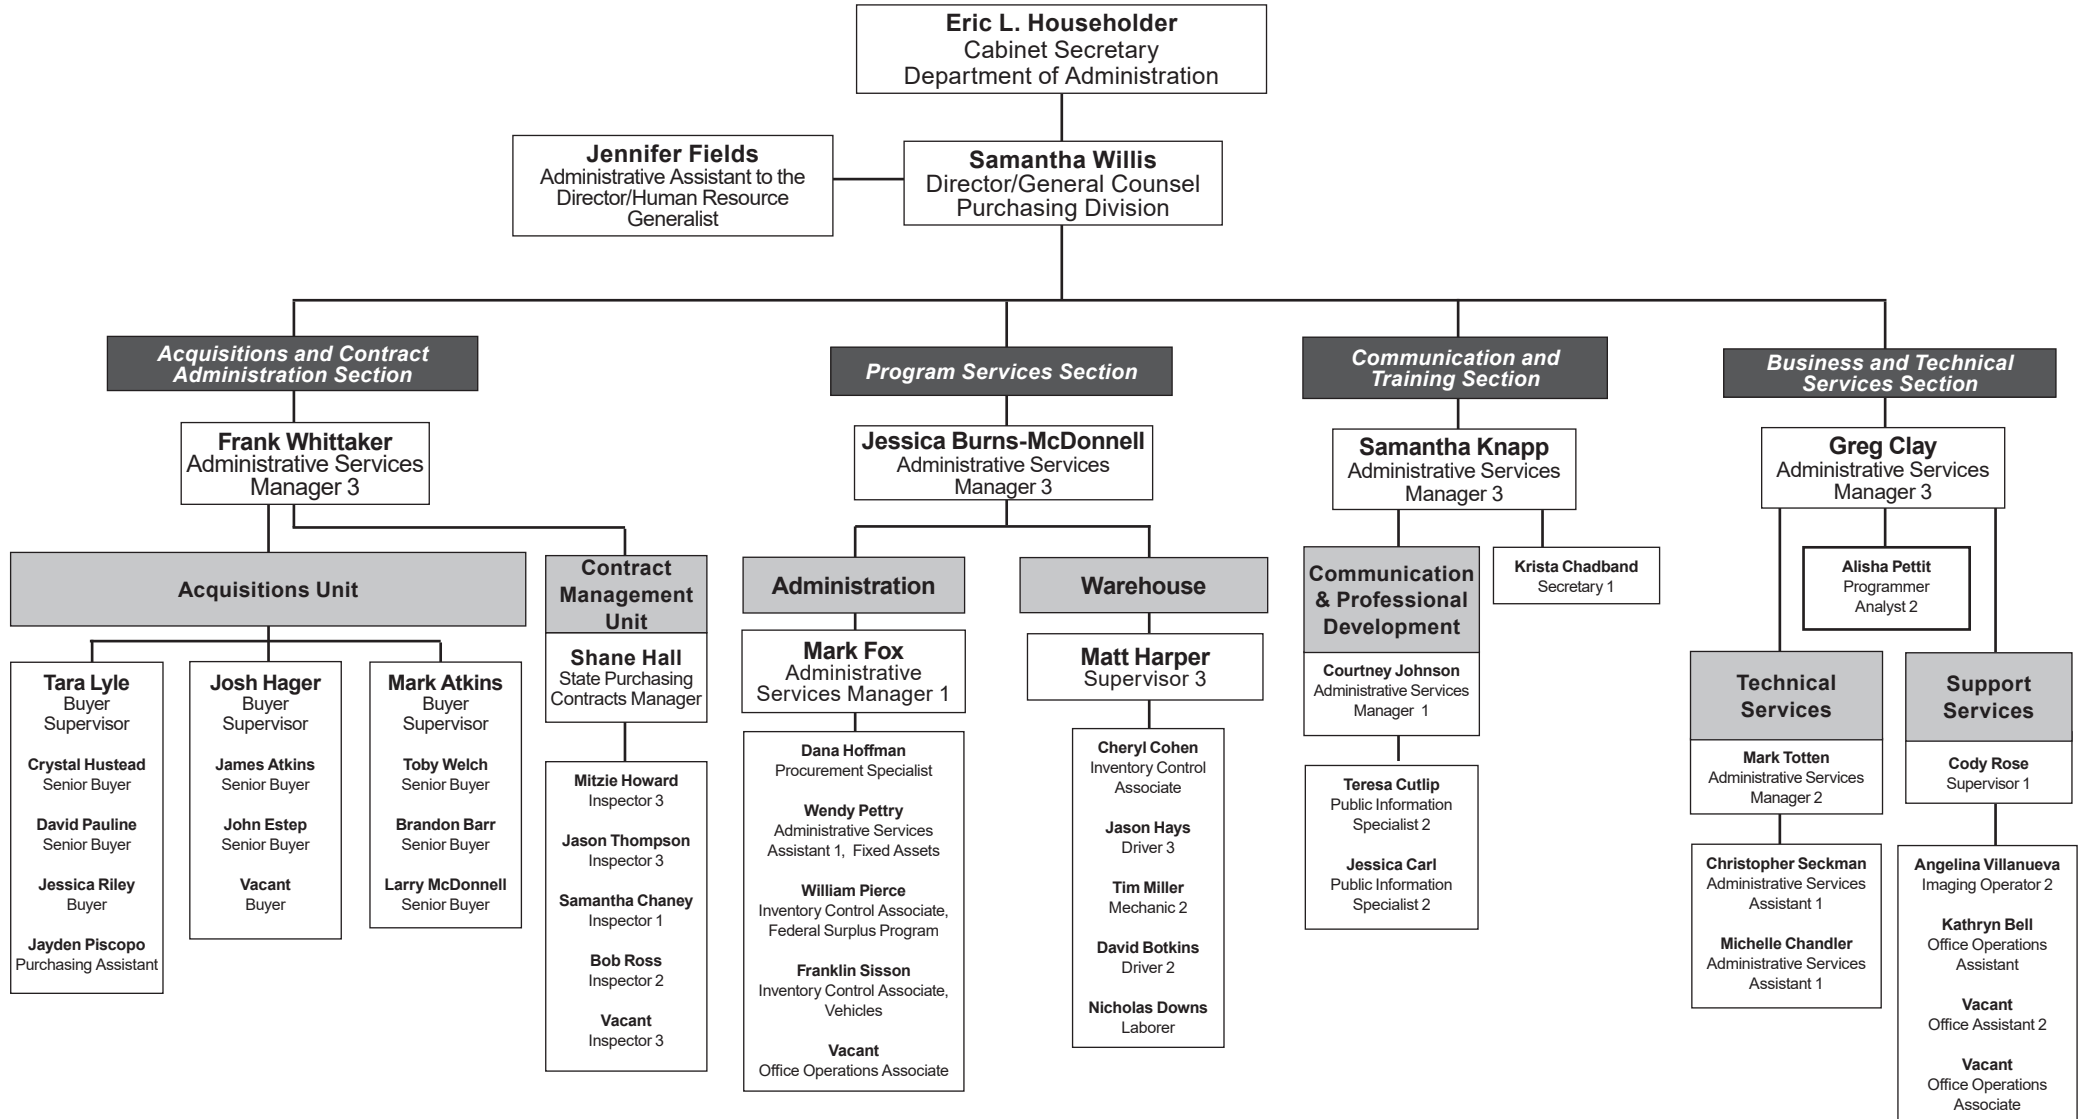 Eric L. Householder
Cabinet Secretary
Department of Administration
Jennifer Fields
Administrative Assistant to the
Director/Human Resource
Generalist
Samantha Willis
Director/General Counsel
Purchasing Division
Acquisitions and Contract
Administration Section
Frank Whittaker
Administrative Services
Manager 3
Acquisitions Unit
Tara Lyle
Buyer
Supervisor
Crystal Hustead
Senior Buyer
David Pauline
Senior Buyer
Jessica Riley
Buyer
Jayden Piscopo
Purchasing Assistant
Josh Hager
Buyer
Supervisor
James Atkins
Senior Buyer
John Estep
Senior Buyer
Vacant
Buyer
Mark Atkins
Buyer
Supervisor
Toby Welch
Senior Buyer
Brandon Barr
Senior Buyer
Larry McDonnell
Senior Buyer
Contract
Management
Unit
Shane Hall
State Purchasing
Contracts Manager
Mitzie Howard
Inspector 3
Jason Thompson
Inspector 3
Samantha Chaney
Inspector 1
Bob Ross
Inspector 2
Vacant
Inspector 3
Program Services Section
Jessica Burns-McDonnell
Administrative Services
Manager 3
Administration
Mark Fox
Administrative
Services Manager 1
Dana Hoffman
Procurement Specialist
Wendy Pettry
Administrative Services
Assistant 1, Fixed Assets
William Pierce
Inventory Control Associate,
Federal Surplus Program
Franklin Sisson
Inventory Control Associate,
Vehicles
Vacant
Office Operations Associate
Warehouse
Matt Harper
Supervisor 3
Cheryl Cohen
Inventory Control
Associate
Jason Hays
Driver 3
Tim Miller
Mechanic 2
David Botkins
Driver 2
Nicholas Downs
Laborer
Communication and
Training Section
Samantha Knapp
Administrative Services
Manager 3
Communication
& Professional
Development
Courtney Johnson
Administrative Services
Manager 1
Teresa Cutlip
Public Information
Specialist 2
Jessica Carl
Public Information
Specialist 2
Krista Chadband
Secretary 1
Business and Technical
Services Section
Greg Clay
Administrative Services
Manager 3
Alisha Pettit
Programmer
Analyst 2
Technical
Services
Mark Totten
Administrative Services
Manager 2
Christopher Seckman
Administrative Services
Assistant 1
Michelle Chandler
Administrative Services
Assistant 1
Support
Services
Cody Rose
Supervisor 1
Angelina Villanueva
Imaging Operator 2
Kathryn Bell
Office Operations
Assistant
Vacant
Office Assistant 2
Vacant
Office Operations
Associate